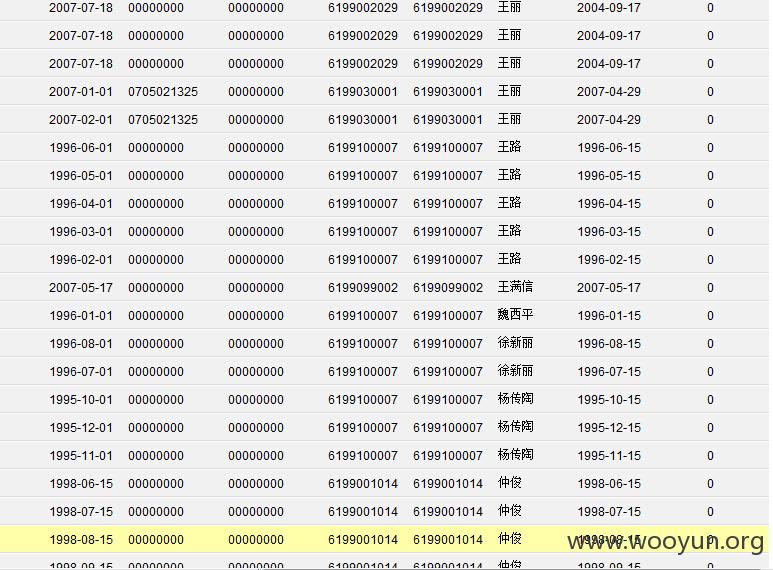 2007-07-18 00000000 00000000 6199002029 6199002029 王丽 2004-09-17 0
2007-07-18 00000000 00000000 6199002029 6199002029 王丽 2004-09-17 0
2007-07-18 00000000 00000000 6199002029 6199002029 王丽 2004-09-17 0
2007-01-01 0705021325 00000000 6199030001 6199030001 王丽 2007-04-29 0
2007-02-01 0705021325 00000000 6199030001 6199030001 王丽 2007-04-29 0
1996-06-01 00000000 00000000 6199100007 6199100007 王路 1996-06-15 0
1996-05-01 00000000 00000000 6199100007 6199100007 王路 1996-05-15 0
1996-04-01 00000000 00000000 6199100007 6199100007 王路 1996-04-15 0
1996-03-01 00000000 00000000 6199100007 6199100007 王路 1996-03-15 0
1996-02-01 00000000 00000000 6199100007 6199100007 王路 1996-02-15 0
2007-05-17 00000000 00000000 6199099002 6199099002 王满信 2007-05-17 0
1996-01-01 00000000 00000000 6199100007 6199100007 魏西平 1996-01-15 0
1996-08-01 00000000 00000000 6199100007 6199100007 徐新丽 1996-08-15 0
1996-07-01 00000000 00000000 6199100007 6199100007 徐新丽 1996-07-15 0
1995-10-01 00000000 00000000 6199100007 6199100007 杨传陶 1995-10-15 0
1995-12-01 00000000 00000000 6199100007 6199100007 杨传陶 1995-12-15 0
1995-11-01 00000000 00000000 6199100007 6199100007 杨传陶 1995-11-15 0
1998-06-15 00000000 00000000 6199001014 6199001014 仲俊 1998-06-15 0
1998-07-15 00000000 00000000 6199001014 6199001014 仲俊 1998-07-15 0
1998-08-15 00000000 00000000 6199001014 6199001014 仲俊 1998-08-15 0
www.wooyun.org
1998-09-15 00000000 00000000 6199001014 6199001014 仲俊 1998-09-15 0